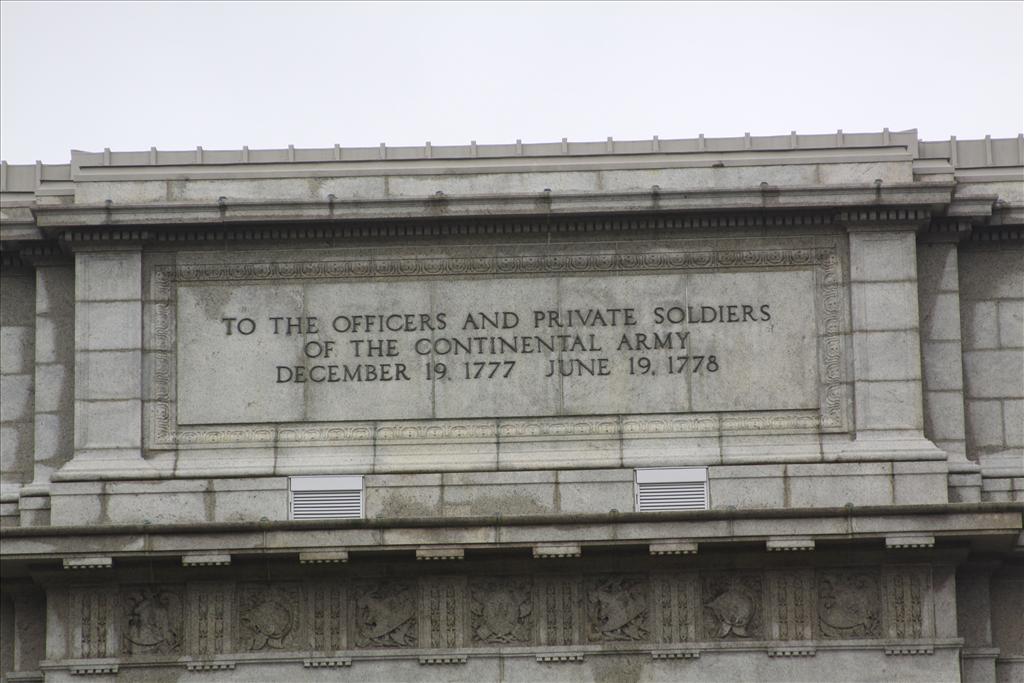 TO THE OFFICERS AND PRIVATE SOLDIERS
OF THE CONTINENTAL ARMY
DECEMBER 19, 1777 JUNE 19, 1778